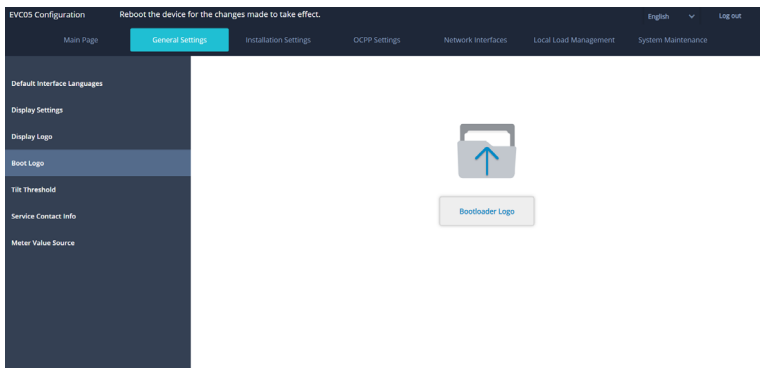 EVC05 Configuration
Reboot the device for the changes made to take effect.
English
Log out
Main Page
General Settings
Installation Settings
OCPP Settings
Network Interfaces
Local Load Management
System Maintenance
Default Interface Languages
Display Settings
Display Logo
Boot Logo
Tilt Threshold
Service Contact Info
Meter Value Source
Bootloader Logo